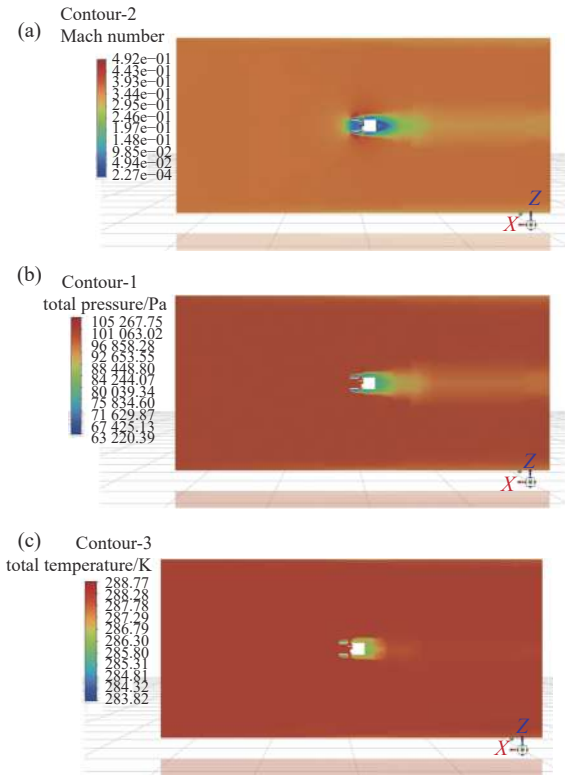 (a)
Contour-2
Mach number
4.92e−01
4.43e−01
3.93e−01
3.44e−01
2.95e−01
2.46e−01
1.97e−01
1.48e−01
9.85e−02
4.94e−02
2.27e−04
Z
X
(b)
Contour-1
total pressure/Pa
105 267.75
101 063.02
96 858.28
92 653.55
88 448.80
84 244.07
80 039.34
75 834.60
71 629.87
67 425.13
63 220.39
Z
X
(c)
Contour-3
total temperature/K
288.77
288.28
287.78
287.29
286.79
286.30
285.80
285.31
284.81
284.32
283.82
Z
X